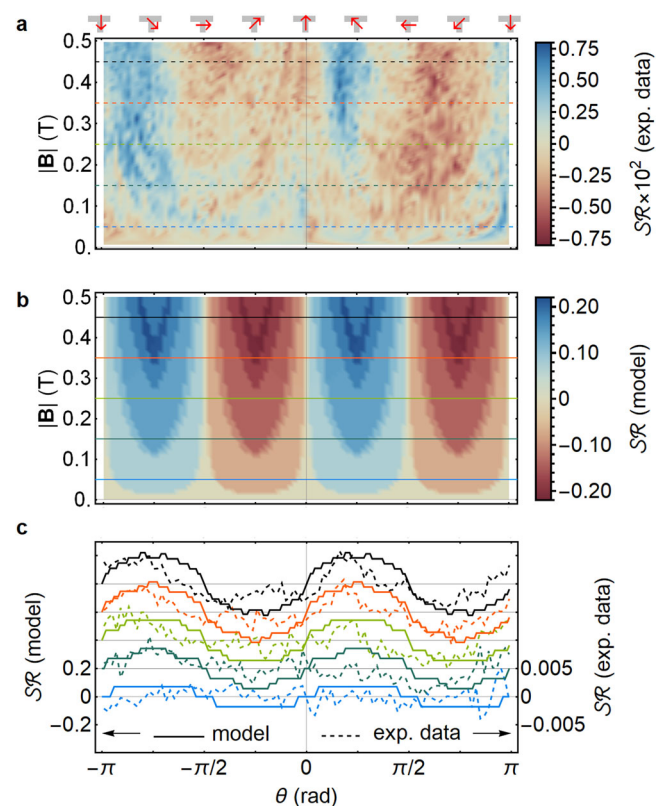 a
0.5
0.4
0.3
0.2
0.1
0.
|B| (T)
0.75
0.50
0.25
0
−0.25
−0.50
−0.75
SR×10² (exp. data)
b
0.5
0.4
0.3
0.2
0.1
0.
|B| (T)
0.20
0.10
0
−0.10
−0.20
SR (model)
c
0.2
0
−0.2
SR (model)
0.005
0
−0.005
SR (exp. data)
model
exp. data
−π
−π/2
0
π/2
π
θ (rad)